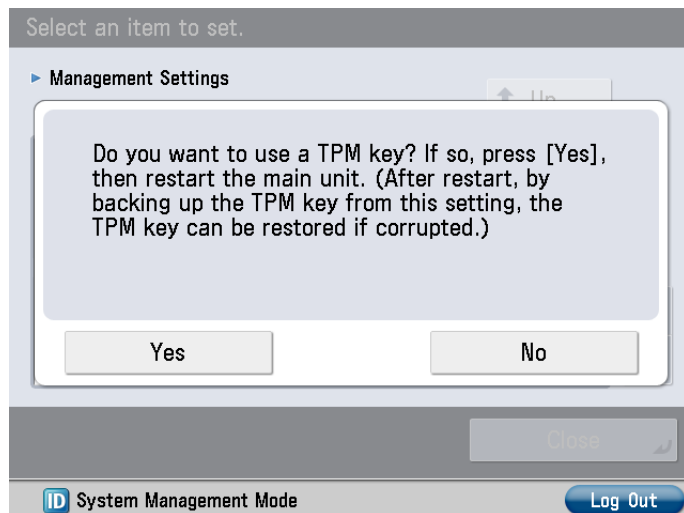 Select an item to set.
Management Settings
Up
Do you want to use a TPM key? If so, press [Yes],
then restart the main unit. (After restart, by
backing up the TPM key from this setting, the
TPM key can be restored if corrupted.)
Yes
No
Close
ID System Management Mode
Log Out